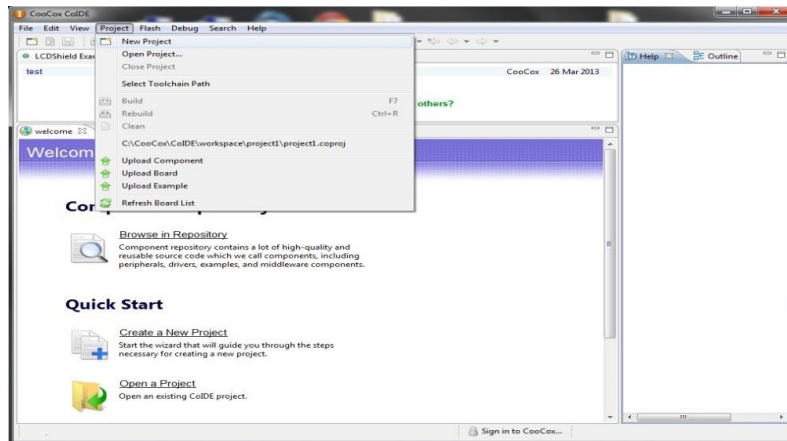 CooCox CoIDE
File Edit View Project Flash Debug Search Help
New Project
Open Project...
Close Project
Select Toolchain Path
Build F7
Rebuild Ctrl+R
Clean
C:\CooCox\CoIDE\workspace\project1\project1.coproj
Upload Component
Upload Board
Upload Example
Refresh Board List
LCDShield Exa
test
CooCox 26 Mar 2013
others?
Help
Outline
welcome
Welcom
Browse in Repository
Component repository contains a lot of high-quality and
reusable source code which we call components, including
peripherals, drivers, examples, and middleware components.
Quick Start
Create a New Project
Start the wizard that will guide you through the steps
necessary for creating a new project.
Open a Project
Open an existing CoIDE project.
Sign in to CooCox...